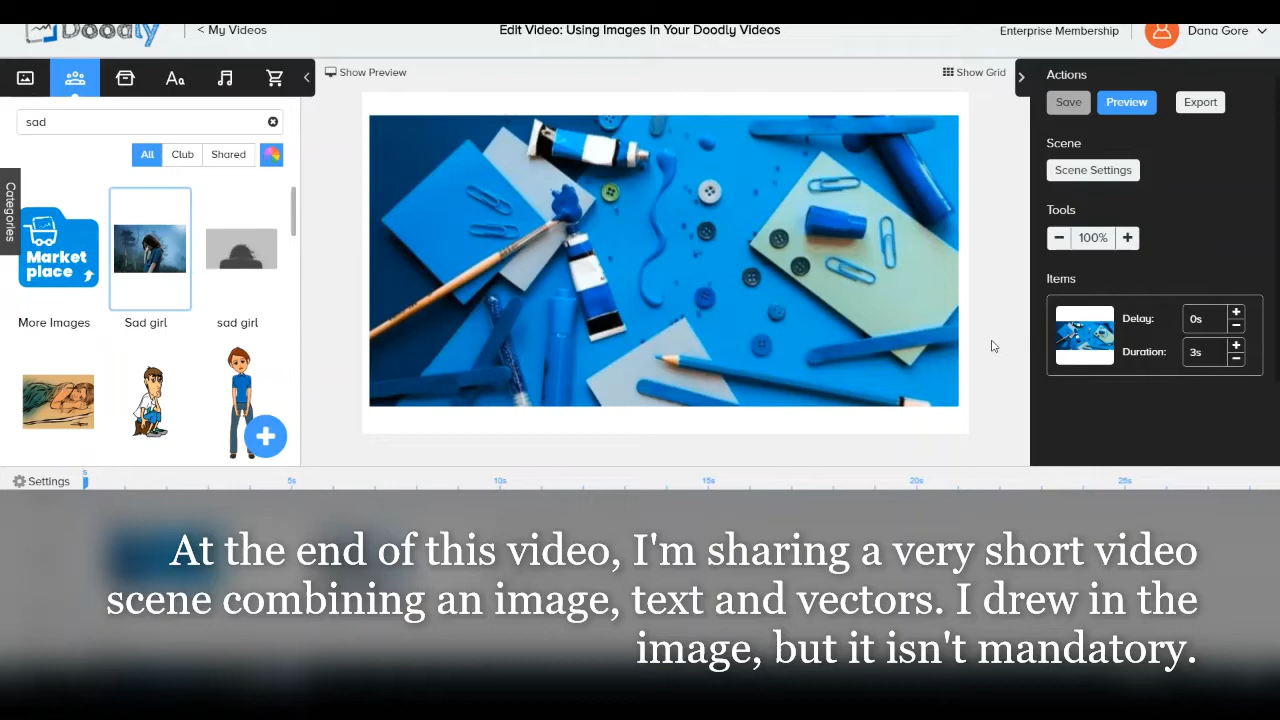 Doodly
< My Videos
Edit Video: Using Images In Your Doodly Videos
Enterprise Membership
Dana Gore
Show Preview
Show Grid
sad
All
Club
Shared
Categories
Market
place
More Images
Sad girl
sad girl
Actions
Save
Preview
Export
Scene
Scene Settings
Tools
100%
Items
Delay:
0s
Duration:
3s
Settings
s
5s
10s
15s
20s
25s
At the end of this video, I'm sharing a very short video
scene combining an image, text and vectors. I drew in the
image, but it isn't mandatory.